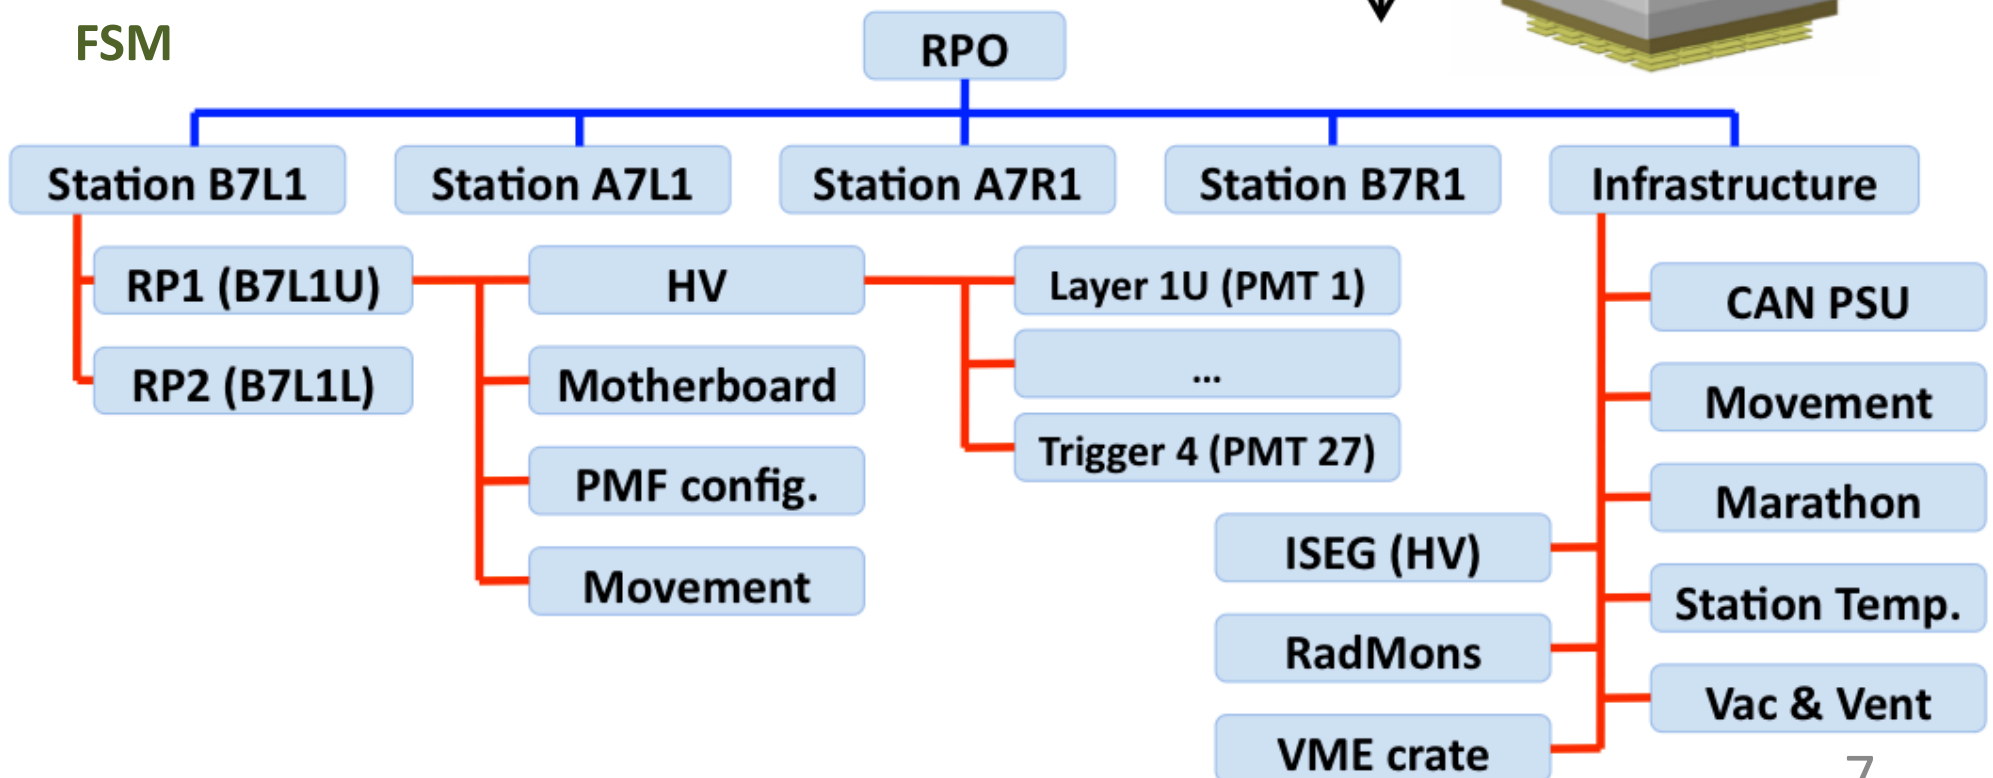 FSM
RPO
Station B7L1
Station A7L1
Station A7R1
Station B7R1
Infrastructure
RP1 (B7L1U)
HV
Layer 1U (PMT 1)
CAN PSU
RP2 (B7L1L)
Motherboard
...
Movement
Trigger 4 (PMT 27)
PMF config.
Marathon
ISEG (HV)
Movement
Station Temp.
RadMons
Vac & Vent
VME crate
7